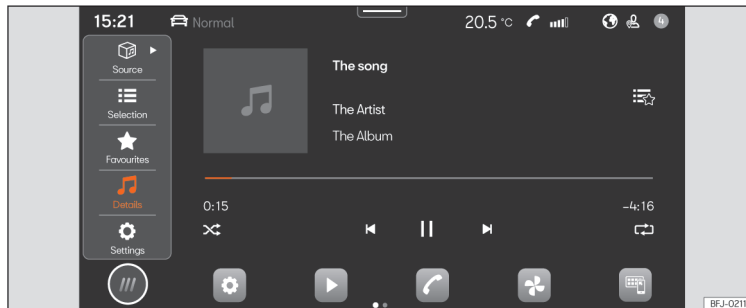 15:21 Normal 20.5 °C 4
Source
The song
Selection
The Artist
The Album
Favourites
Details
0:15 -4:16
Settings
BFJ-0211